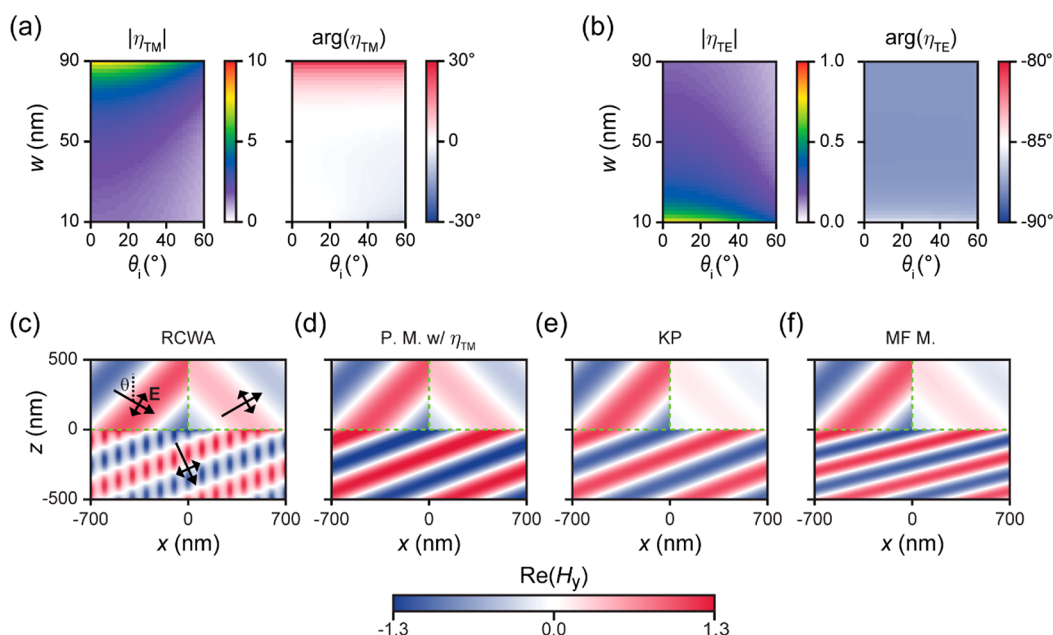 (a)
|η_TM|
arg(η_TM)
90
50
10
w (nm)
0 20 40 60
θ_i(°)
10
5
0
0 20 40 60
θ_i(°)
30°
0
-30°
(b)
|η_TE|
arg(η_TE)
90
50
10
w (nm)
0 20 40 60
θ_i(°)
1.0
0.5
0.0
0 20 40 60
θ_i(°)
-80°
-85°
-90°
(c)
RCWA
500
0
-500
z (nm)
θ E
-700 0 700
x (nm)
(d)
P. M. w/ η_TM
-700 0 700
x (nm)
(e)
KP
-700 0 700
x (nm)
(f)
MF M.
-700 0 700
x (nm)
Re(H_y)
-1.3 0.0 1.3